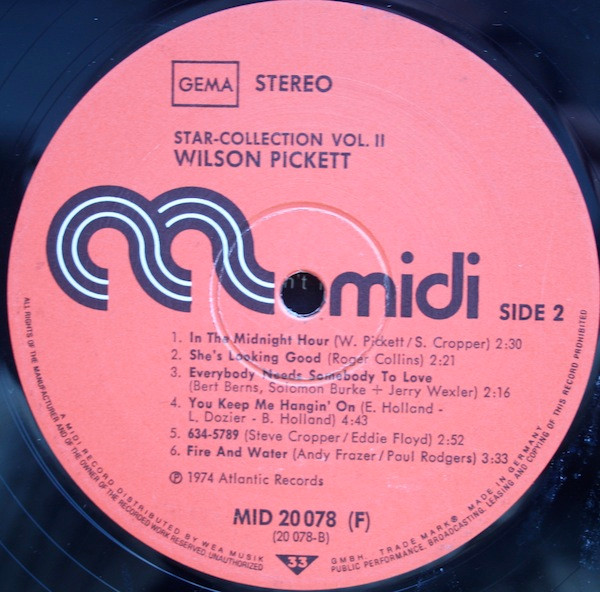 GEMA STEREO
STAR-COLLECTION VOL. II
WILSON PICKETT
midi
SIDE 2
1. In The Midnight Hour (W. Pickett/S. Cropper) 2:30
2. She's Looking Good (Roger Collins) 2:21
3. Everybody Needs Somebody To Love
(Bert Berns, Solomon Burke + Jerry Wexler) 2:16
4. You Keep Me Hangin' On (E. Holland -
L. Dozier - B. Holland) 4:43
5. 634-5789 (Steve Cropper/Eddie Floyd) 2:52
6. Fire And Water (Andy Frazer/Paul Rodgers) 3:33
℗ 1974 Atlantic Records
MID 20 078 (F)
(20 078-B)
33
ALL RIGHTS OF THE MANUFACTURER AND OF THE OWNER OF THE RECORDED WORK RESERVED. UNAUTHORIZED PUBLIC PERFORMANCE, BROADCASTING, LEASING AND COPYING OF THIS RECORD PROHIBITED
A MIDI RECORD DISTRIBUTED BY WEA MUSIK GMBH. TRADE MARK® MADE IN GERMANY